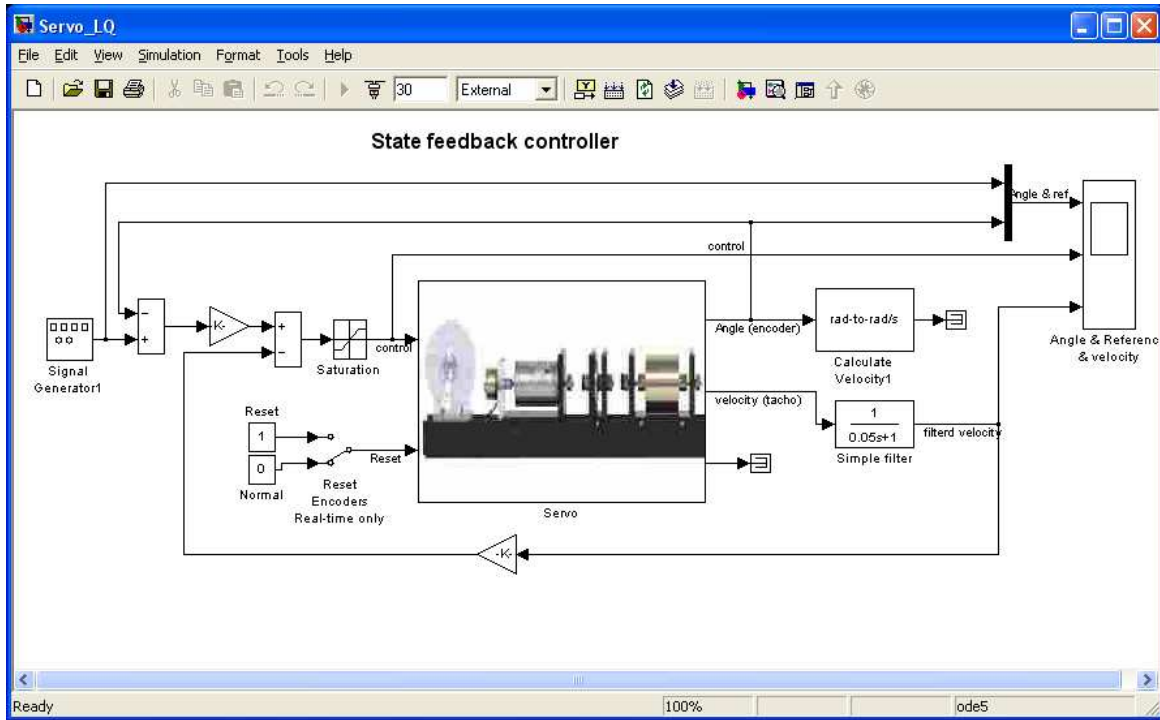 Servo_LQ
File Edit View Simulation Format Tools Help
30 External
State feedback controller
Angle & ref
control
Signal
Generator1
-
+
-K-
+
-
Saturation
control
Reset
1
0
Normal
Reset
Encoders
Real-time only
Reset
Servo
Angle (encoder)
velocity (tacho)
rad-to-rad/s
Calculate
Velocity1
1
0.05s+1
Simple filter
filterd velocity
Angle & Referenc
& velocity
-K-
Ready 100% ode5